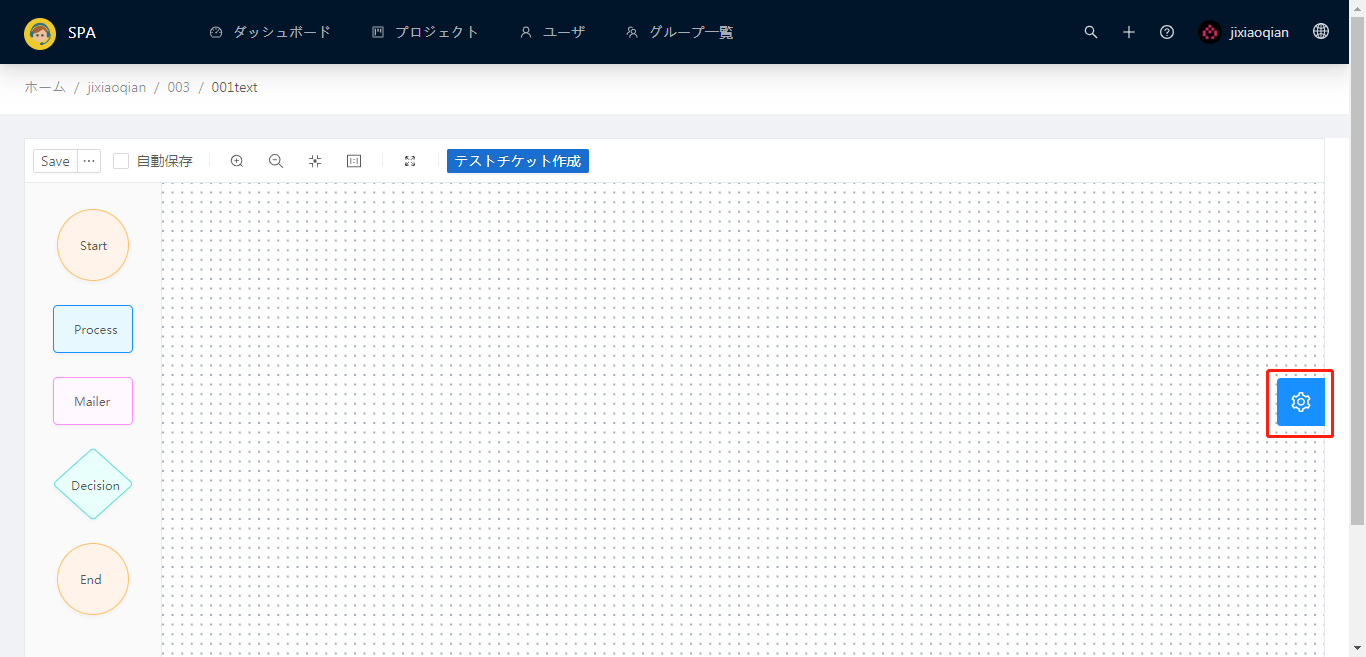 SPA ダッシュボード プロジェクト ユーザ グループ一覧 jixiaoqian
ホーム / jixiaoqian / 003 / 001text
Save ··· 自動保存 テストチケット作成
Start
Process
Mailer
Decision
End